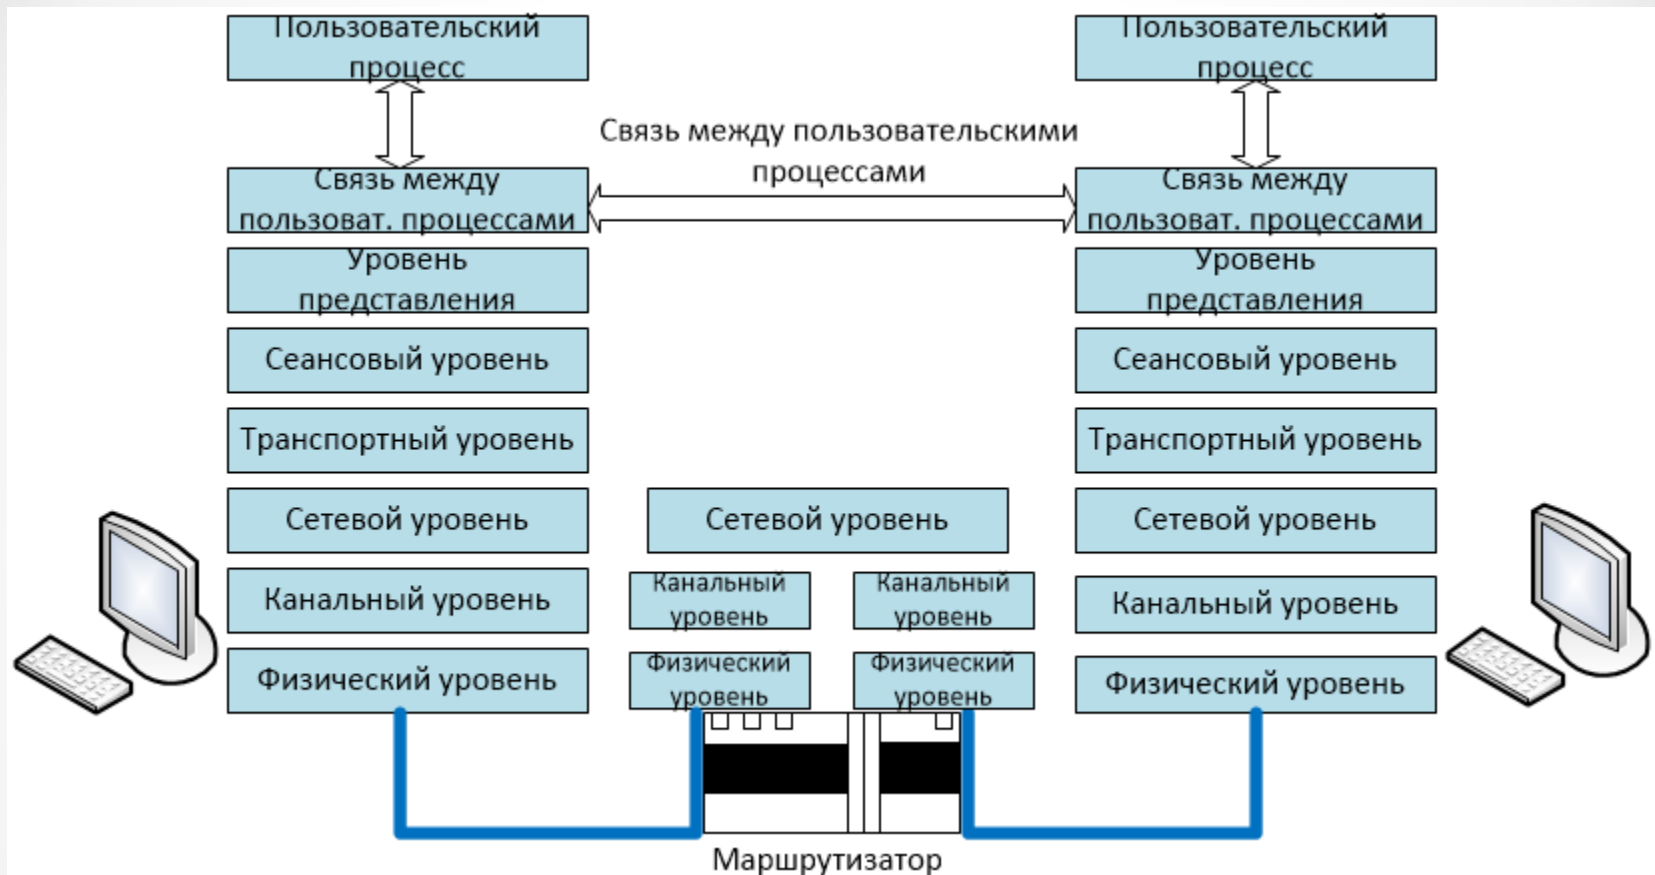 Пользовательский
процесс
Пользовательский
процесс
Связь между пользовательскими
процессами
Связь между
пользоват. процессами
Связь между
пользоват. процессами
Уровень
представления
Уровень
представления
Сеансовый уровень
Сеансовый уровень
Транспортный уровень
Транспортный уровень
Сетевой уровень
Сетевой уровень
Сетевой уровень
Канальный уровень
Канальный
уровень
Канальный
уровень
Канальный уровень
Физический уровень
Физический
уровень
Физический
уровень
Физический уровень
Маршрутизатор